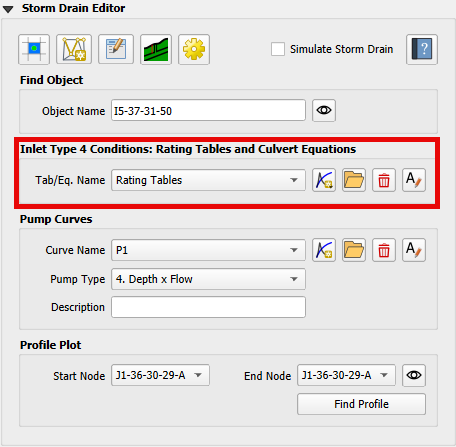 Storm Drain Editor
Simulate Storm Drain
?
Find Object
Object Name I5-37-31-50
Inlet Type 4 Conditions: Rating Tables and Culvert Equations
Tab/Eq. Name Rating Tables A
Pump Curves
Curve Name P1 A
Pump Type 4. Depth x Flow
Description
Profile Plot
Start Node J1-36-30-29-A End Node J1-36-30-29-A
Find Profile